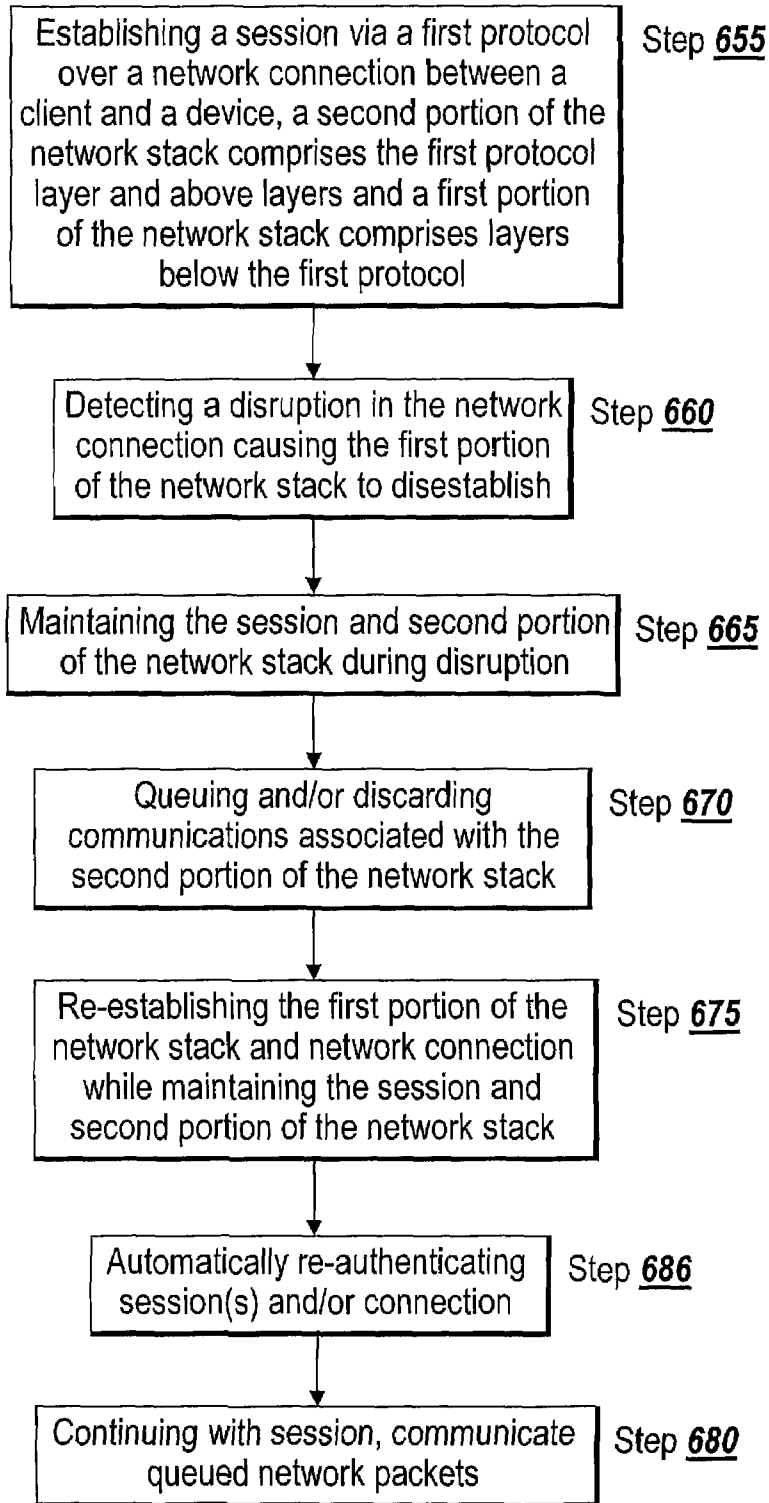 Establishing a session via a first protocol
over a network connection between a
client and a device, a second portion of the
network stack comprises the first protocol
layer and above layers and a first portion
of the network stack comprises layers
below the first protocol
Step 655
Detecting a disruption in the network
connection causing the first portion
of the network stack to disestablish
Step 660
Maintaining the session and second portion
of the network stack during disruption
Step 665
Queuing and/or discarding
communications associated with the
second portion of the network stack
Step 670
Re-establishing the first portion of the
network stack and network connection
while maintaining the session and
second portion of the network stack
Step 675
Automatically re-authenticating
session(s) and/or connection
Step 686
Continuing with session, communicate
queued network packets
Step 680